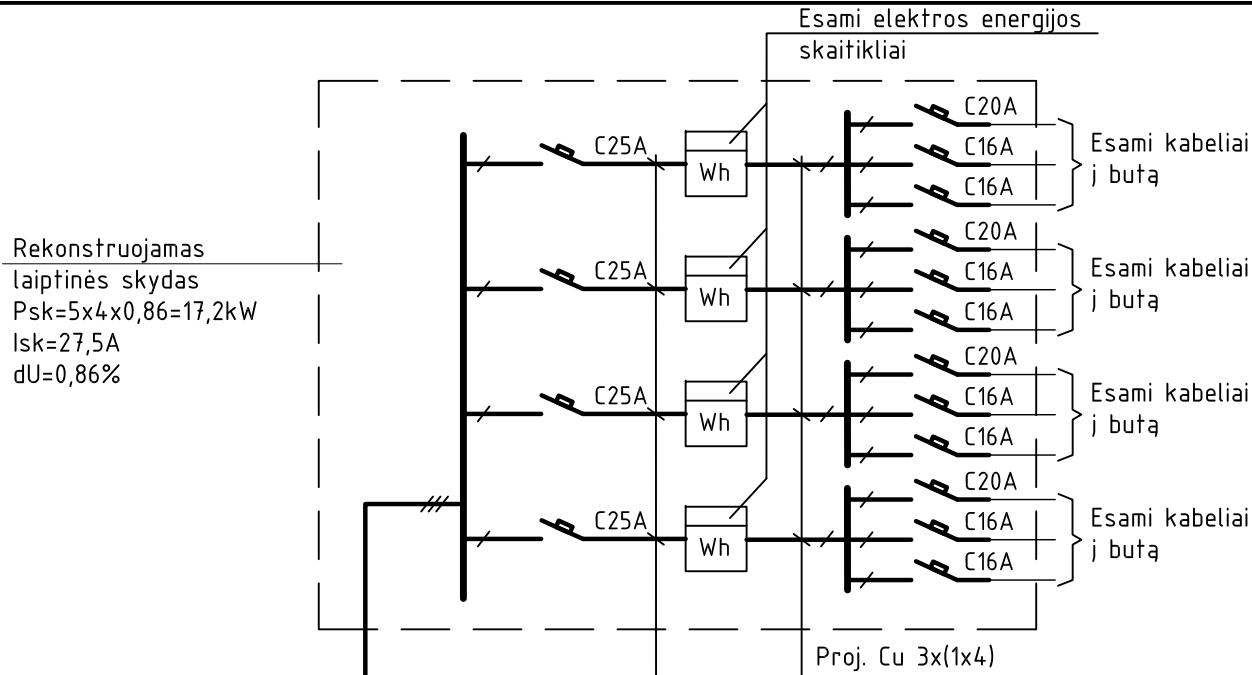 Esami elektros energijos
skaitikliai
Rekonstruojamas
laiptinės skydas
Psk=5x4x0,86=17,2kW
Isk=27,5A
dU=0,86%
C25A
Wh
C20A
C16A
C16A
Esami kabeliai
į butą
C25A
Wh
C20A
C16A
C16A
Esami kabeliai
į butą
C25A
Wh
C20A
C16A
C16A
Esami kabeliai
į butą
C25A
Wh
C20A
C16A
C16A
Esami kabeliai
į butą
Proj. Cu 3x(1x4)